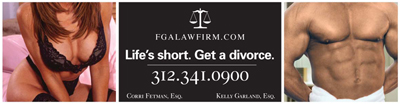 FGALAWFIRM.COM
Life's short. Get a divorce.
312.341.0900
CORRI FETMAN, ESQ. KELLY GARLAND, ESQ.